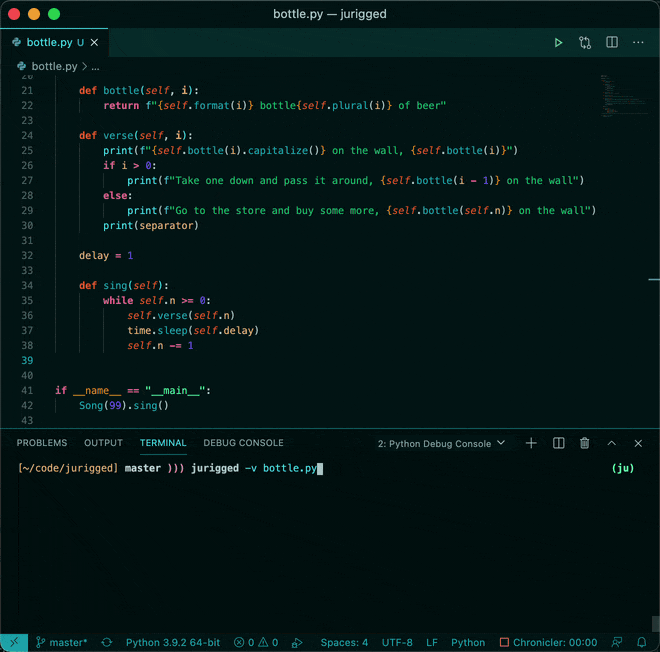 bottle.py — jurigged
bottle.py U
bottle.py > ...
20
21 def bottle(self, i):
22 return f"{self.format(i)} bottle{self.plural(i)} of beer"
23
24 def verse(self, i):
25 print(f"{self.bottle(i).capitalize()} on the wall, {self.bottle(i)}")
26 if i > 0:
27 print(f"Take one down and pass it around, {self.bottle(i - 1)} on the wall")
28 else:
29 print(f"Go to the store and buy some more, {self.bottle(self.n)} on the wall")
30 print(separator)
31
32 delay = 1
33
34 def sing(self):
35 while self.n >= 0:
36 self.verse(self.n)
37 time.sleep(self.delay)
38 self.n -= 1
39
40
41 if __name__ == "__main__":
42 Song(99).sing()
43
PROBLEMS OUTPUT TERMINAL DEBUG CONSOLE 2: Python Debug Console
[~/code/jurigged] master ))) jurigged -v bottle.py (ju)
master* Python 3.9.2 64-bit 0 0 Spaces: 4 UTF-8 LF Python Chronicler: 00:00